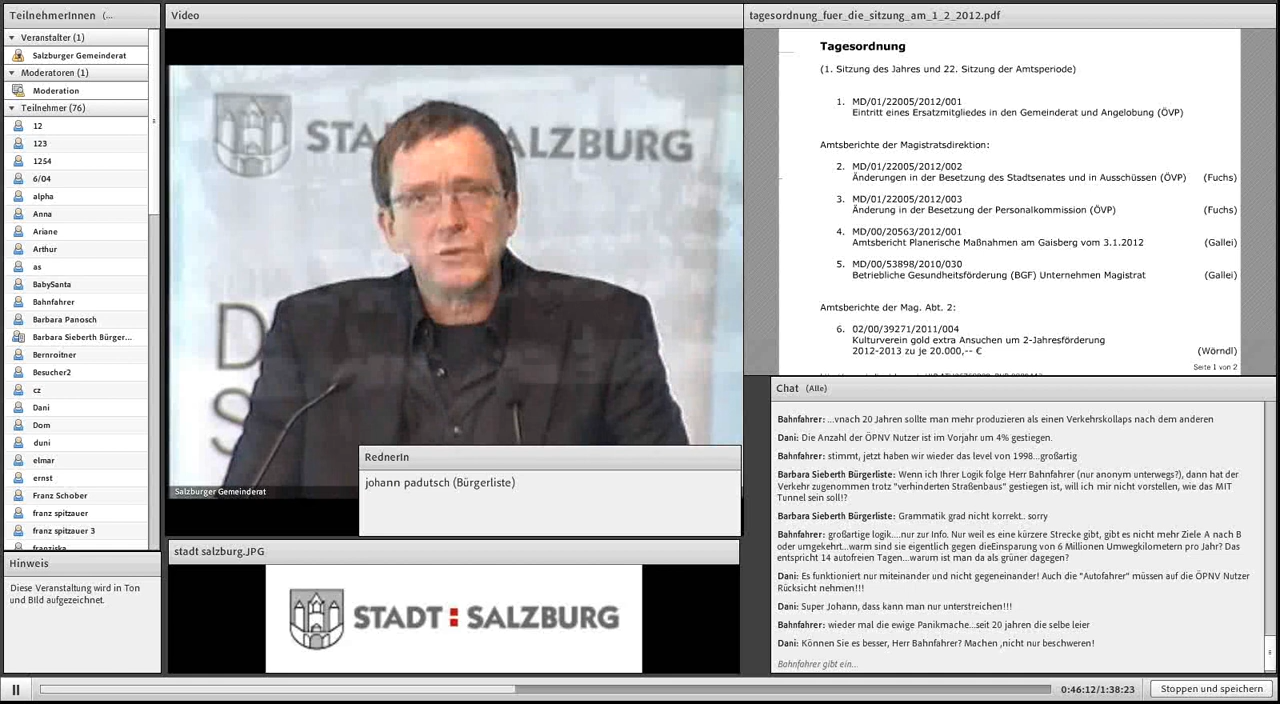 TeilnehmerInnen (...
Veranstalter (1)
Salzburger Gemeinderat
Moderatoren (1)
Moderation
Teilnehmer (76)
12
123
1254
6/04
alpha
Anna
Ariane
Arthur
as
BabySanta
Bahnfahrer
Barbara Panosch
Barbara Sieberth Bürger...
Bernroitner
Besucher2
cz
Dani
Dom
duni
elmar
ernst
Franz Schober
franz spitzauer
franz spitzauer 3
franziska
Hinweis
Diese Veranstaltung wird in Ton
und BIld aufgezeichnet.
Video
STADT SALZBURG
D
S
Salzburger Gemeinderat
RednerIn
johann padutsch (Bürgerliste)
stadt salzburg.JPG
STADT : SALZBURG
tagesordnung_fuer_die_sitzung_am_1_2_2012.pdf
Tagesordnung
(1. Sitzung des Jahres und 22. Sitzung der Amtsperiode)
1. MD/01/22005/2012/001
Eintritt eines Ersatzmitgliedes in den Gemeinderat und Angelobung (ÖVP)
Amtsberichte der Magistratsdirektion:
2. MD/01/22005/2012/002
Änderungen in der Besetzung des Stadtsenates und in Ausschüssen (ÖVP) (Fuchs)
3. MD/01/22005/2012/003
Änderung in der Besetzung der Personalkommission (ÖVP) (Fuchs)
4. MD/00/20563/2012/001
Amtsbericht Planerische Maßnahmen am Gaisberg vom 3.1.2012 (Gallei)
5. MD/00/53898/2010/030
Betriebliche Gesundheitsförderung (BGF) Unternehmen Magistrat (Gallei)
Amtsberichte der Mag. Abt. 2:
6. 02/00/39271/2011/004
Kulturverein gold extra Ansuchen um 2-Jahresförderung
2012-2013 zu je 20.000,-- € (Wörndl)
Seite 1 von 2
Chat (Alle)
Bahnfahrer: ...vnach 20 Jahren sollte man mehr produzieren als einen Verkehrskollaps nach dem anderen
Dani: Die Anzahl der ÖPNV Nutzer ist im Vorjahr um 4% gestiegen.
Bahnfahrer: stimmt, jetzt haben wir wieder das level von 1998...großartig
Barbara Sieberth Bürgerliste: Wenn ich Ihrer Logik folge Herr Bahnfahrer (nur anonym unterwegs?), dann hat der
Verkehr zugenommen trotz "verhinderten Straßenbaus" gestiegen ist, will ich mir nicht vorstellen, wie das MIT
Tunnel sein soll!?
Barbara Sieberth Bürgerliste: Grammatik grad nicht korrekt.. sorry
Bahnfahrer: großartige logik....nur zur Info. Nur weil es eine kürzere Strecke gibt, gibt es nicht mehr Ziele A nach B
oder umgekehrt...warm sind sie eigentlich gegen dieEinsparung von 6 Millionen Umwegkilometern pro Jahr? Das
entspricht 14 autofreien Tagen...warum ist man da als grüner dagegen?
Dani: Es funktioniert nur miteinander und nicht gegeneinander! Auch die "Autofahrer" müssen auf die ÖPNV Nutzer
Rücksicht nehmen!!!
Dani: Super Johann, dass kann man nur unterstreichen!!!
Bahnfahrer: wieder mal die ewige Panikmache...seit 20 jahren die selbe leier
Dani: Können Sie es besser, Herr Bahnfahrer? Machen ,nicht nur beschweren!
Bahnfahrer gibt ein...
0:46:12/1:38:23
Stoppen und speichern